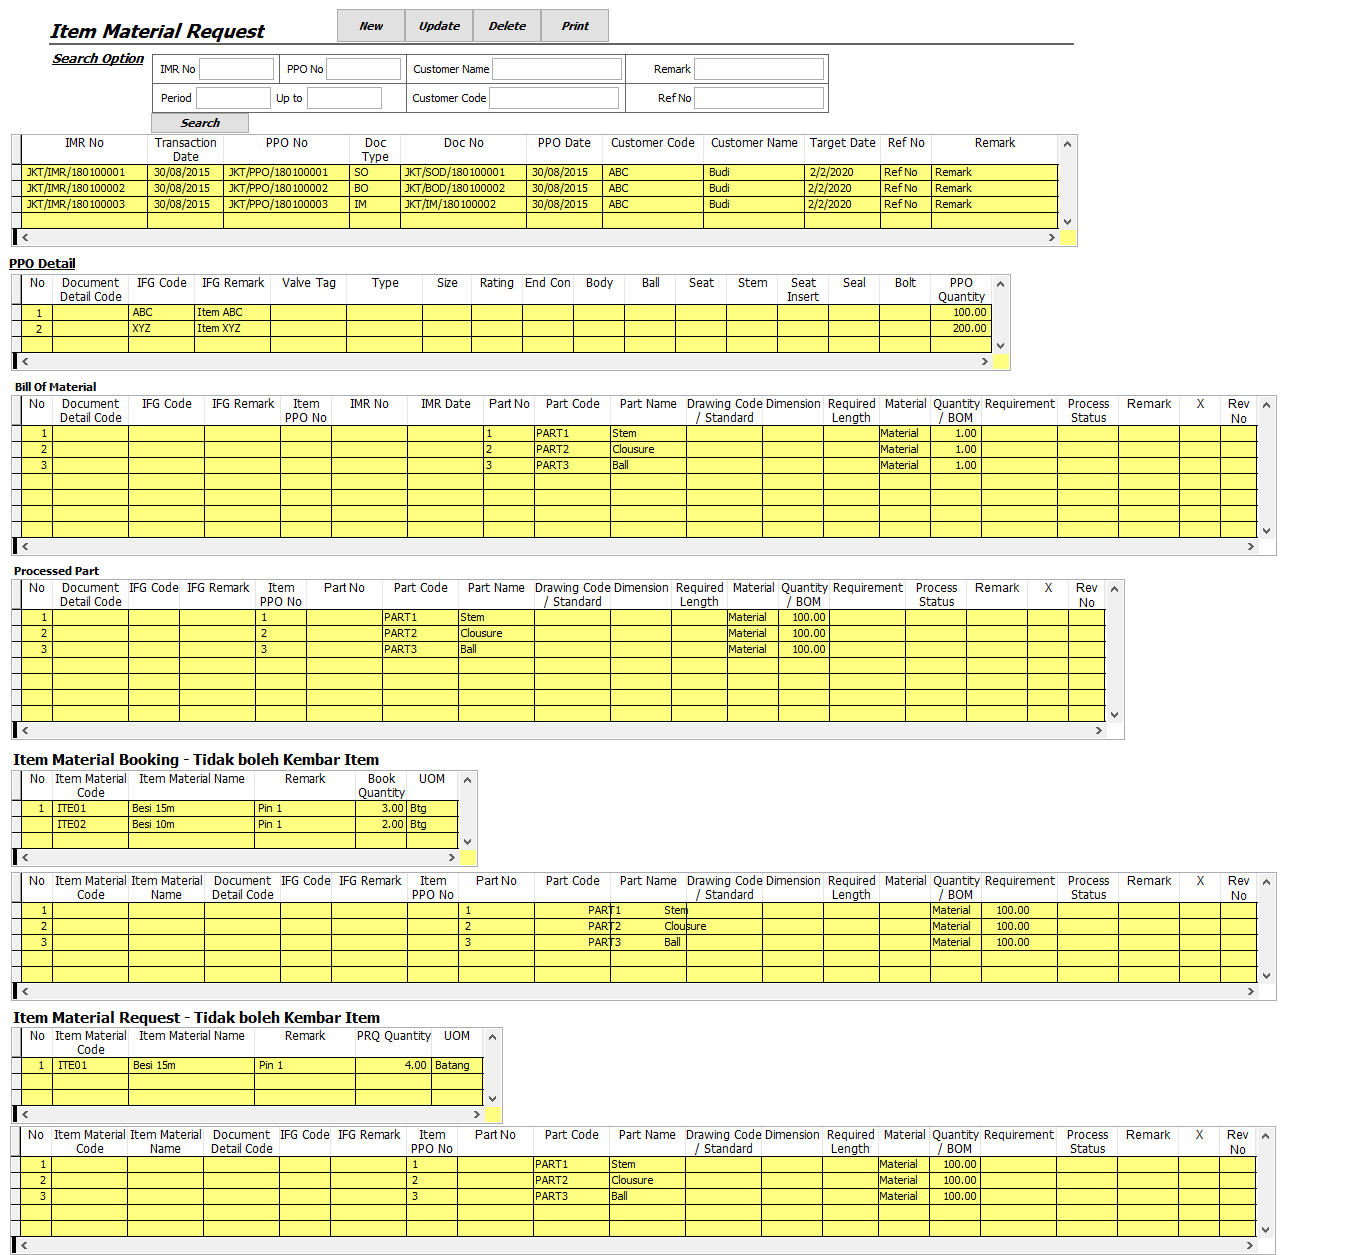 Item Material Request
New Update Delete Print
Search Option
IMR No PPO No Customer Name Remark
Period Up to Customer Code Ref No
Search
IMR No Transaction Date PPO No Doc Type Doc No PPO Date Customer Code Customer Name Target Date Ref No Remark
JKT/IMR/180100001 30/08/2015 JKT/PPO/180100001 SO JKT/SOD/180100001 30/08/2015 ABC Budi 2/2/2020 Ref No Remark
JKT/IMR/180100002 30/08/2015 JKT/PPO/180100002 BO JKT/BOD/180100002 30/08/2015 ABC Budi 2/2/2020 Ref No Remark
JKT/IMR/180100003 30/08/2015 JKT/PPO/180100003 IM JKT/IM/180100002 30/08/2015 ABC Budi 2/2/2020 Ref No Remark
PPO Detail
No Document Detail Code IFG Code IFG Remark Valve Tag Type Size Rating End Con Body Ball Seat Stem Seat Insert Seal Bolt PPO Quantity
1 ABC Item ABC 100.00
2 XYZ Item XYZ 200.00
Bill Of Material
No Document Detail Code IFG Code IFG Remark Item PPO No IMR No IMR Date Part No Part Code Part Name Drawing Code / Standard Dimension Required Length Material Quantity / BOM Requirement Process Status Remark X Rev No
1 1 PART1 Stem Material 1.00
2 2 PART2 Clousure Material 1.00
3 3 PART3 Ball Material 1.00
Processed Part
No Document Detail Code IFG Code IFG Remark Item PPO No Part No Part Code Part Name Drawing Code / Standard Dimension Required Length Material Quantity / BOM Requirement Process Status Remark X Rev No
1 1 PART1 Stem Material 100.00
2 2 PART2 Clousure Material 100.00
3 3 PART3 Ball Material 100.00
Item Material Booking - Tidak boleh Kembar Item
No Item Material Code Item Material Name Remark Book Quantity UOM
1 ITE01 Besi 15m Pin 1 3.00 Btg
ITE02 Besi 10m Pin 1 2.00 Btg
No Item Material Code Item Material Name Document Detail Code IFG Code IFG Remark Item PPO No Part No Part Code Part Name Drawing Code / Standard Dimension Required Length Material Quantity / BOM Requirement Process Status Remark X Rev No
1 1 PART1 Stem Material 100.00
2 2 PART2 Clousure Material 100.00
3 3 PART3 Ball Material 100.00
Item Material Request - Tidak boleh Kembar Item
No Item Material Code Item Material Name Remark PRQ Quantity UOM
1 ITE01 Besi 15m Pin 1 4.00 Batang
No Item Material Code Item Material Name Document Detail Code IFG Code IFG Remark Item PPO No Part No Part Code Part Name Drawing Code / Standard Dimension Required Length Material Quantity / BOM Requirement Process Status Remark X Rev No
1 1 PART1 Stem Material 100.00
2 2 PART2 Clousure Material 100.00
3 3 PART3 Ball Material 100.00